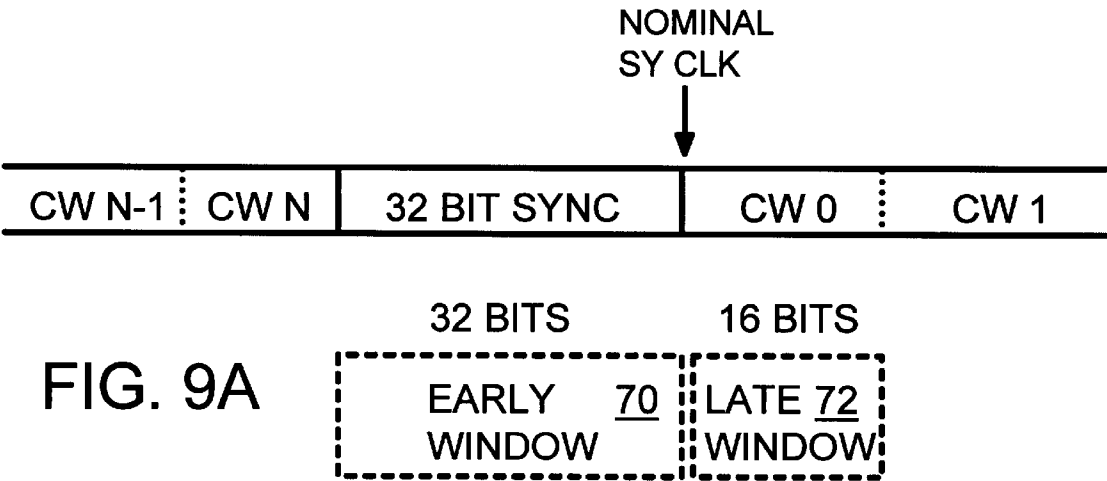 NOMINAL
SY CLK
CW N-1 CW N 32 BIT SYNC CW 0 CW 1
32 BITS 16 BITS
FIG. 9A
EARLY 70 LATE 72
WINDOW WINDOW